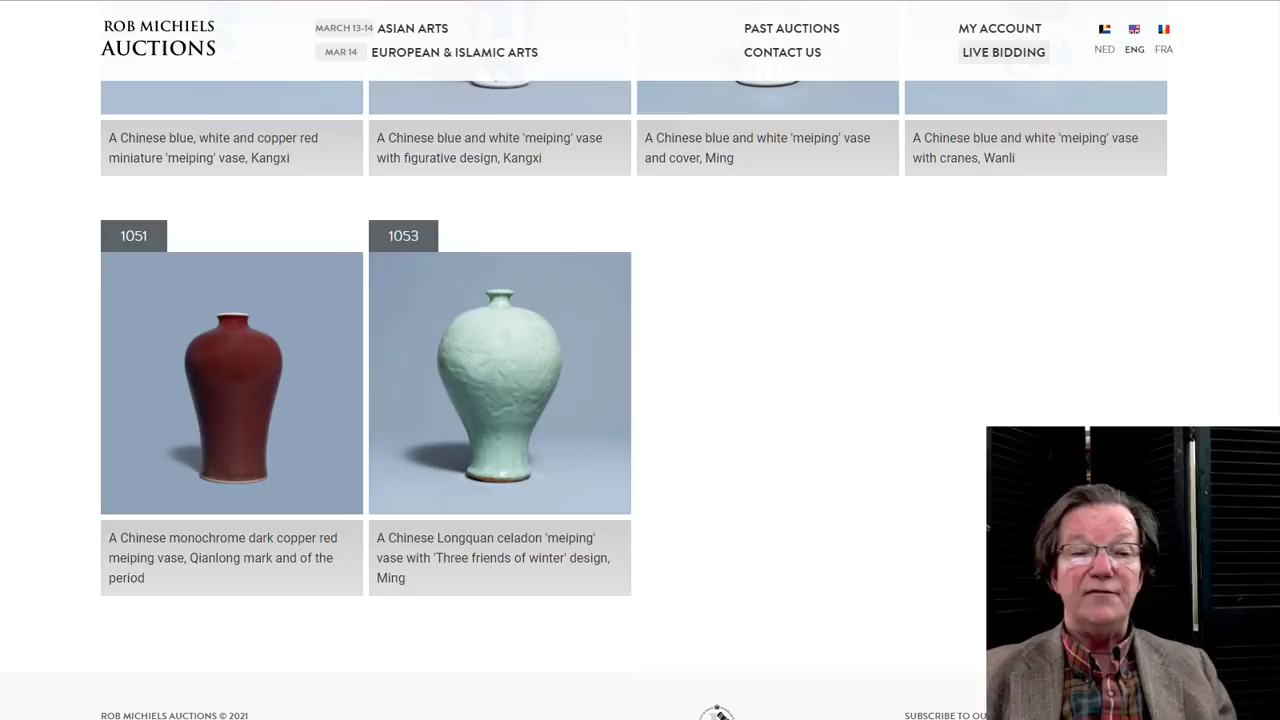 ROB MICHIELS
AUCTIONS
MARCH 13-14 ASIAN ARTS
MAR 14 EUROPEAN & ISLAMIC ARTS
PAST AUCTIONS
CONTACT US
MY ACCOUNT
LIVE BIDDING
NED ENG FRA
A Chinese blue, white and copper red
miniature 'meiping' vase, Kangxi
A Chinese blue and white 'meiping' vase
with figurative design, Kangxi
A Chinese blue and white 'meiping' vase
and cover, Ming
A Chinese blue and white 'meiping' vase
with cranes, Wanli
1051
1053
A Chinese monochrome dark copper red
meiping vase, Qianlong mark and of the
period
A Chinese Longquan celadon 'meiping'
vase with 'Three friends of winter' design,
Ming
ROB MICHIELS AUCTIONS © 2021
SUBSCRIBE TO OU